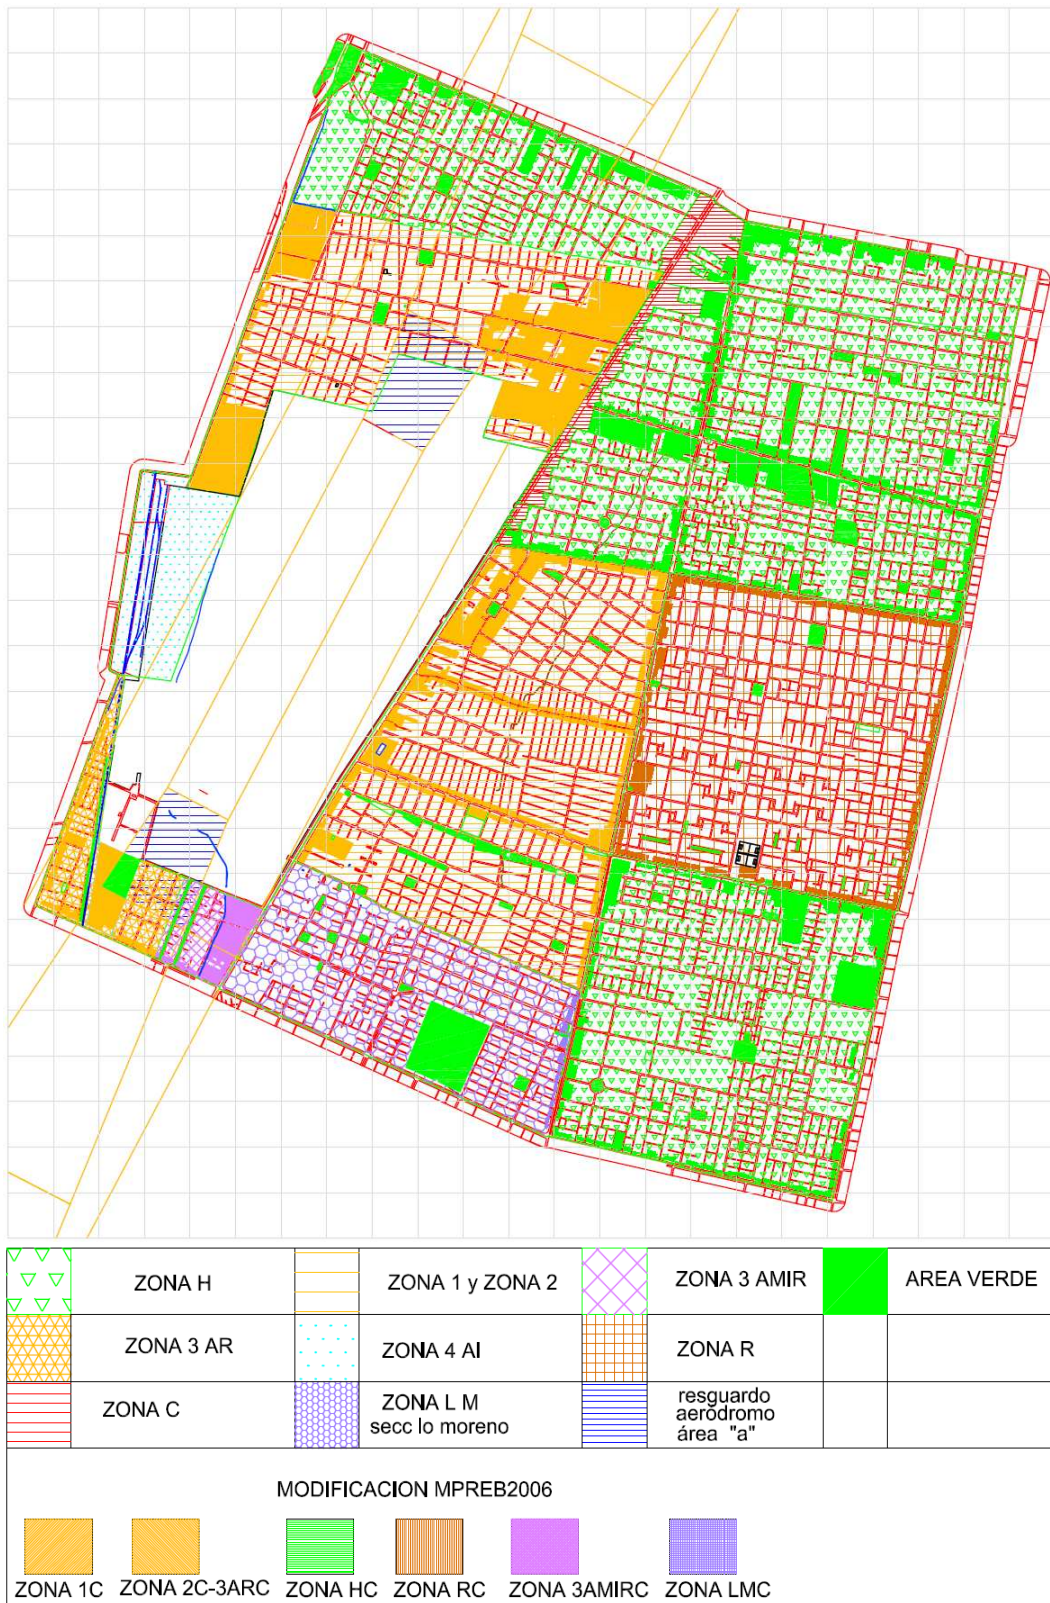 ZONA H
ZONA 1 y ZONA 2
ZONA 3 AMIR
AREA VERDE
ZONA 3 AR
ZONA 4 AI
ZONA R
ZONA C
ZONA L M
secc lo moreno
resguardo
aeródromo
área "a"
MODIFICACION MPREB2006
ZONA 1C
ZONA 2C-3ARC
ZONA HC
ZONA RC
ZONA 3AMIRC
ZONA LMC